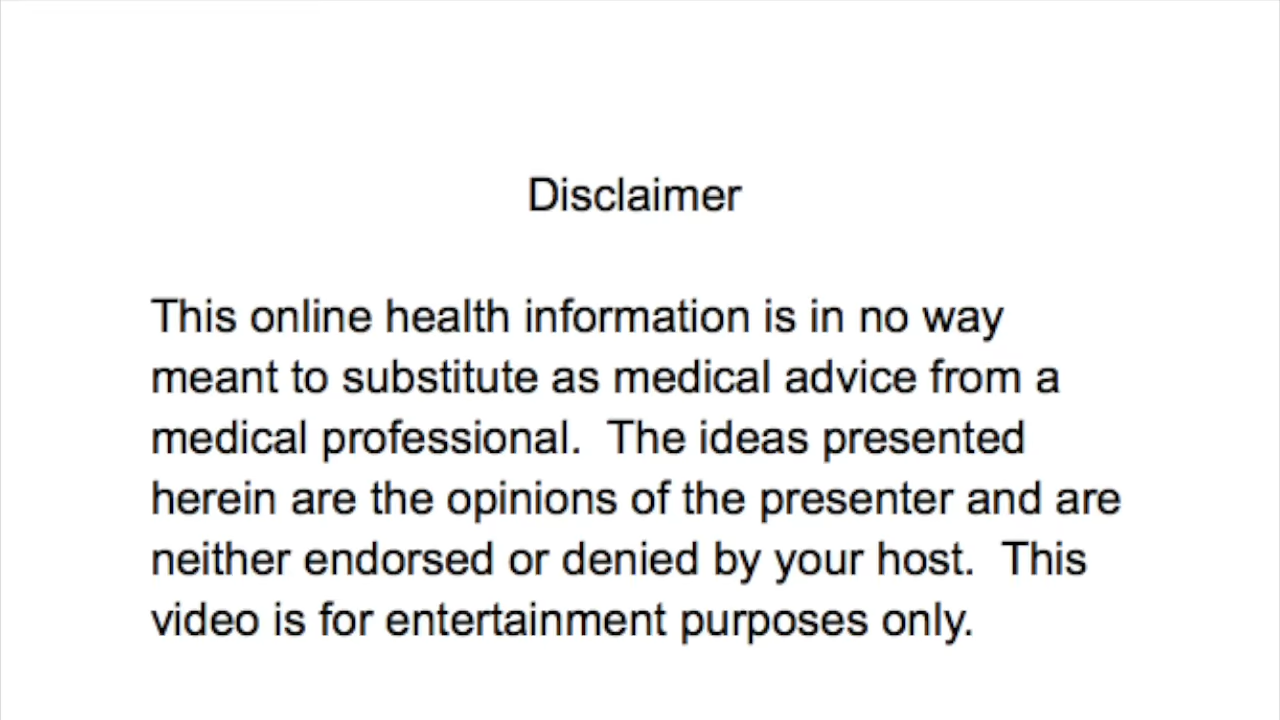 Disclaimer
This online health information is in no way
meant to substitute as medical advice from a
medical professional.  The ideas presented
herein are the opinions of the presenter and are
neither endorsed or denied by your host.  This
video is for entertainment purposes only.